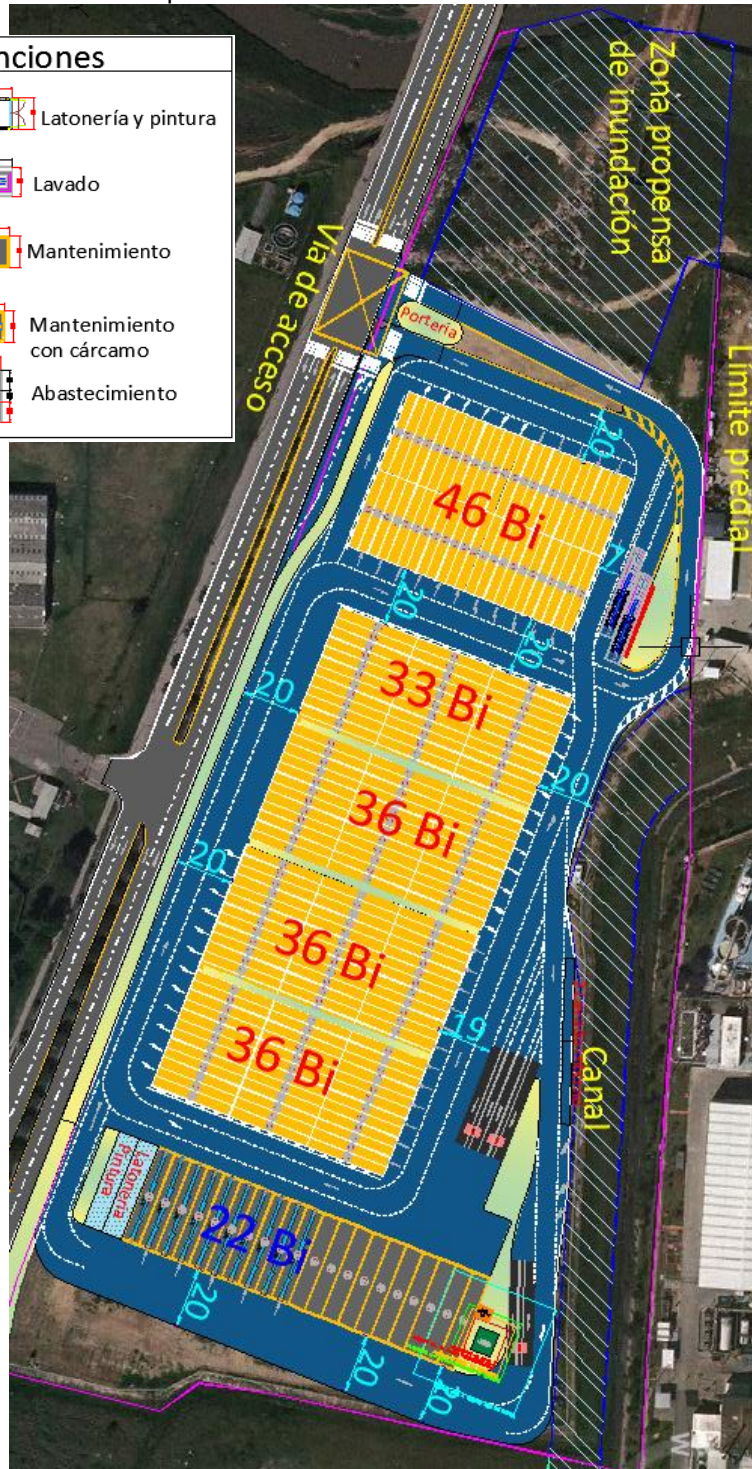 nciones
Latonería y pintura
Lavado
Mantenimiento
Mantenimiento
con cárcamo
Abastecimiento
Zona propensa
de inundación
Vía de acceso
Portería
Límite predial
20
46 Bi
7
20
20
33 Bi
20
20
36 Bi
20
36 Bi
19
36 Bi
Canal
Latonería
Pintura
22 Bi
20
20
20